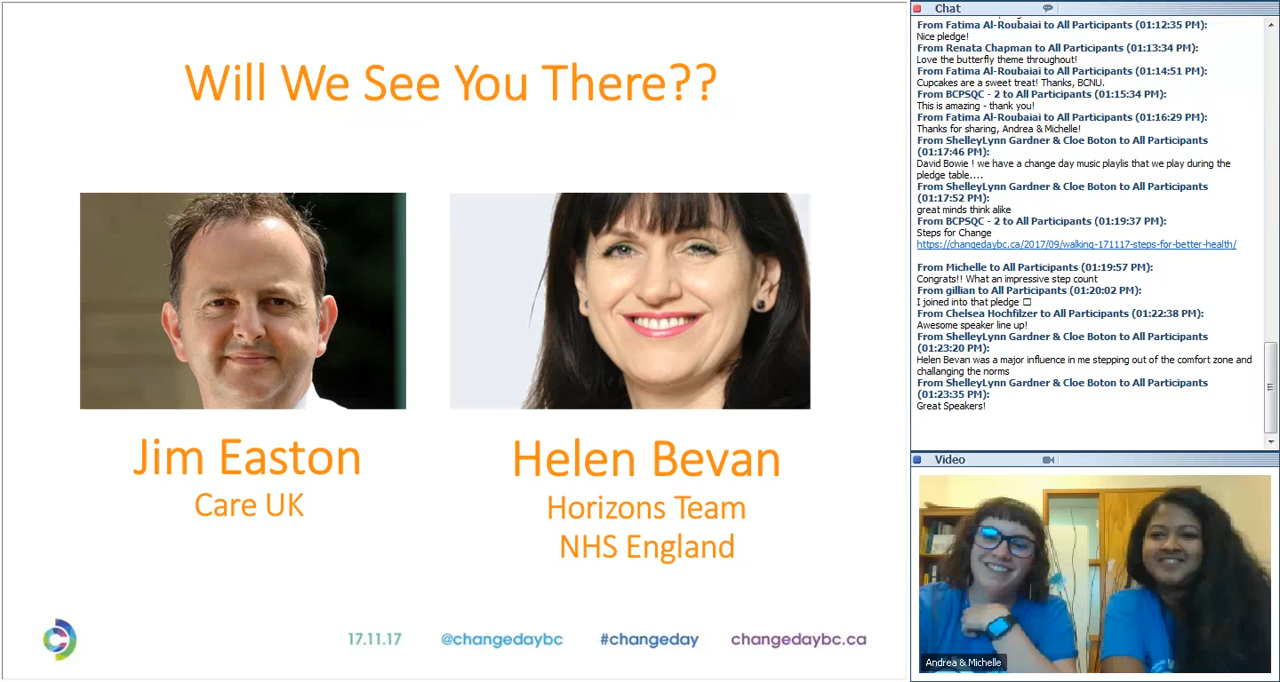 Will We See You There??
Jim Easton
Care UK
Helen Bevan
Horizons Team
NHS England
17.11.17
@changedaybc
#changeday
changedaybc.ca
Chat
From Fatima Al-Roubaiai to All Participants (01:12:35 PM):
Nice pledge!
From Renata Chapman to All Participants (01:13:34 PM):
Love the butterfly theme throughout!
From Fatima Al-Roubaiai to All Participants (01:14:51 PM):
Cupcakes are a sweet treat! Thanks, BCNU.
From BCPSQC - 2 to All Participants (01:15:34 PM):
This is amazing - thank you!
From Fatima Al-Roubaiai to All Participants (01:16:29 PM):
Thanks for sharing, Andrea & Michelle!
From ShelleyLynn Gardner & Cloe Boton to All Participants
(01:17:46 PM):
David Bowie ! we have a change day music playlis that we play during the
pledge table....
From ShelleyLynn Gardner & Cloe Boton to All Participants
(01:17:52 PM):
great minds think alike
From BCPSQC - 2 to All Participants (01:19:37 PM):
Steps for Change
https://changedaybc.ca/2017/09/walking-171117-steps-for-better-health/
From Michelle to All Participants (01:19:57 PM):
Congrats!! What an impressive step count
From gillian to All Participants (01:20:02 PM):
I joined into that pledge □
From Chelsea Hochfilzer to All Participants (01:22:38 PM):
Awesome speaker line up!
From ShelleyLynn Gardner & Cloe Boton to All Participants
(01:23:20 PM):
Helen Bevan was a major influence in me stepping out of the comfort zone and
challanging the norms
From ShelleyLynn Gardner & Cloe Boton to All Participants
(01:23:35 PM):
Great Speakers!
Video
Andrea & Michelle